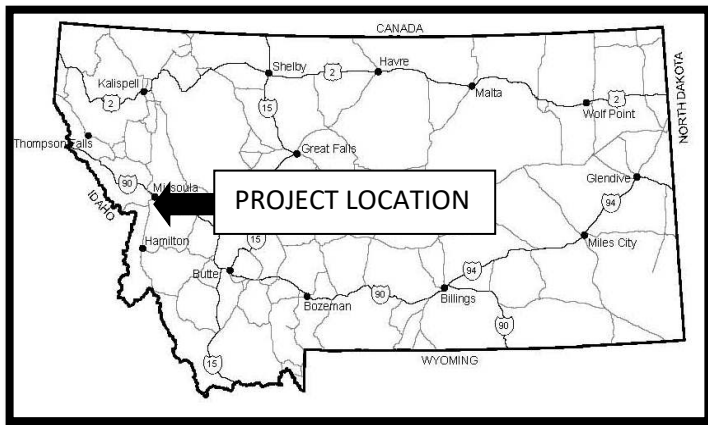 CANADA
Shelby
2
Havre
Kalispell
2
15
Malta
2
Wolf Point
NORTH DAKOTA
Thompson Falls
Great Falls
90
Missoula
PROJECT LOCATION
Glendive
94
IDAHO
Hamilton
15
Miles City
Butte
94
Bozeman
90
Billings
90
15
WYOMING